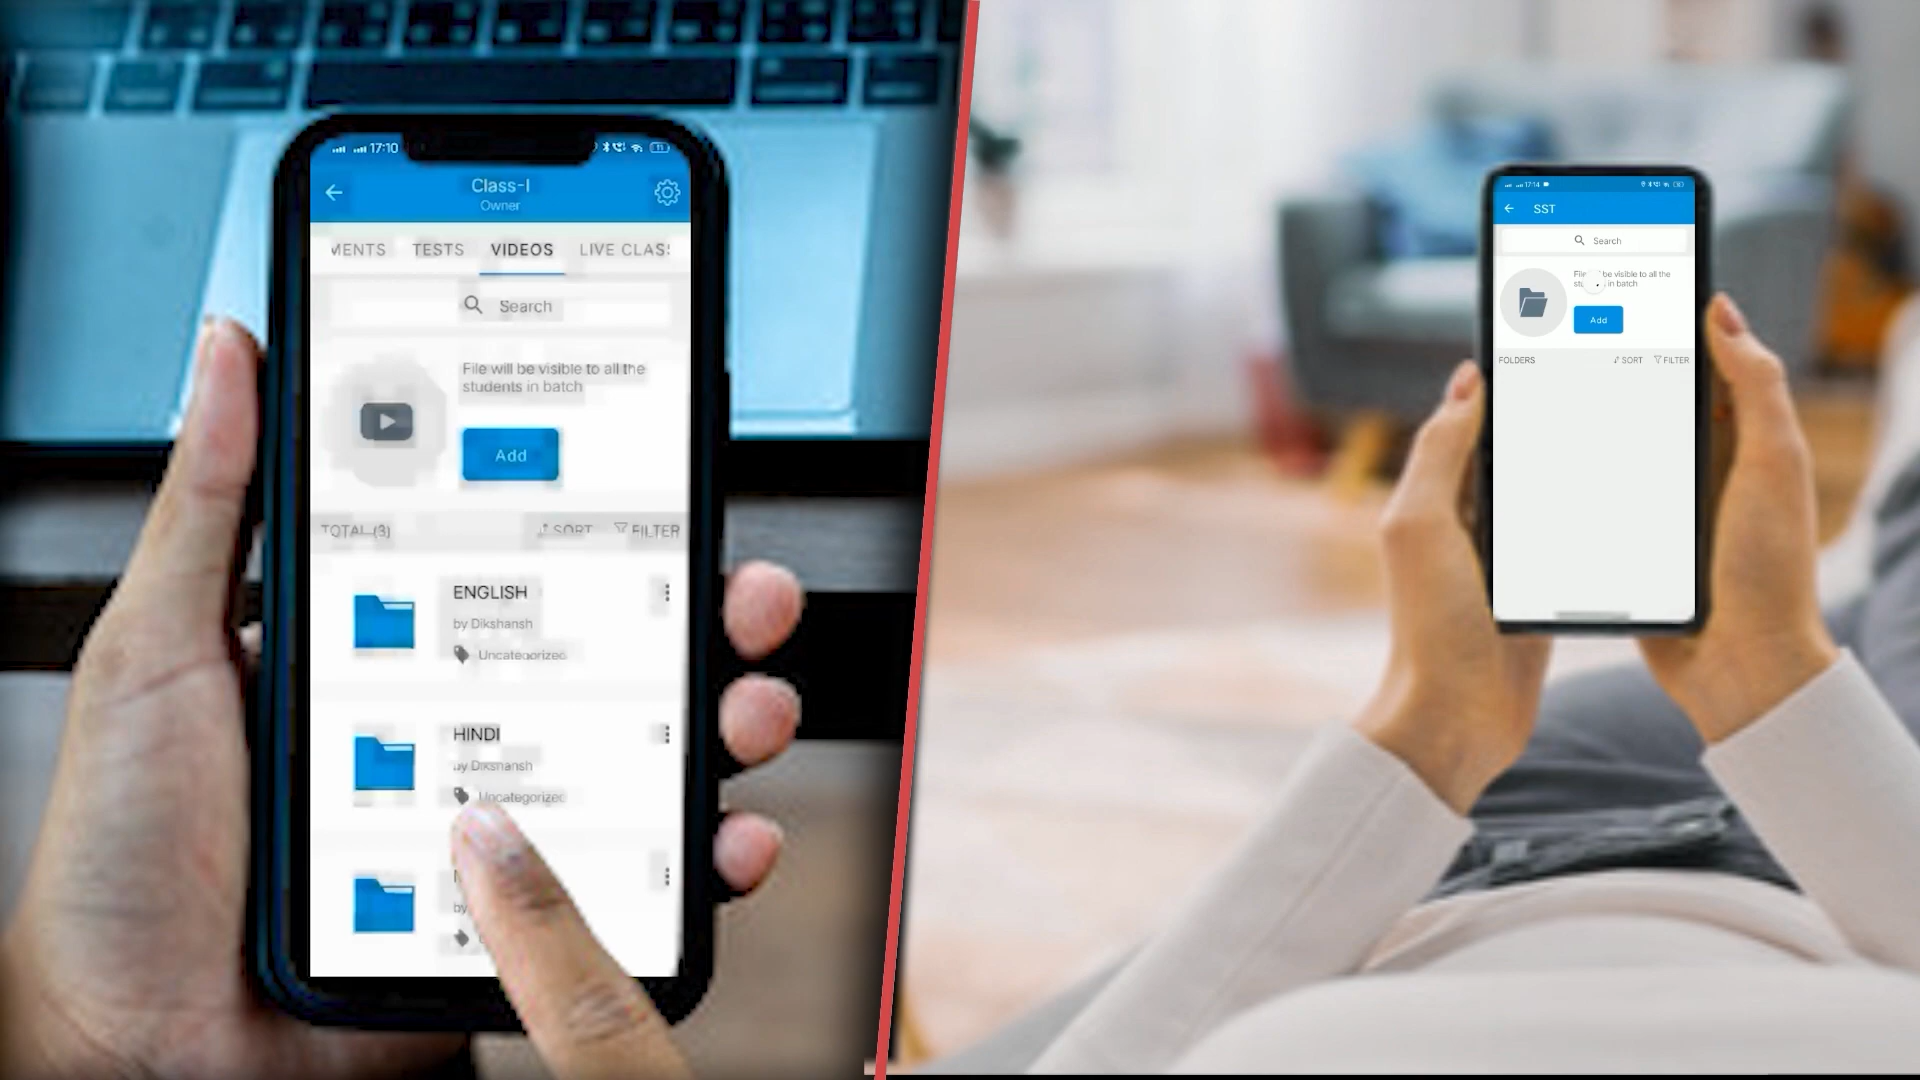 17:10
Class-I
Owner
MENTS TESTS VIDEOS LIVE CLAS
Search
File will be visible to all the
students in batch
Add
TOTAL (3) SORT FILTER
ENGLISH
by Dikshansh
Uncategorized
HINDI
by Dikshansh
Uncategorized
by
17:14
SST
Search
be visible to all the
in batch
Add
FOLDERS SORT FILTER